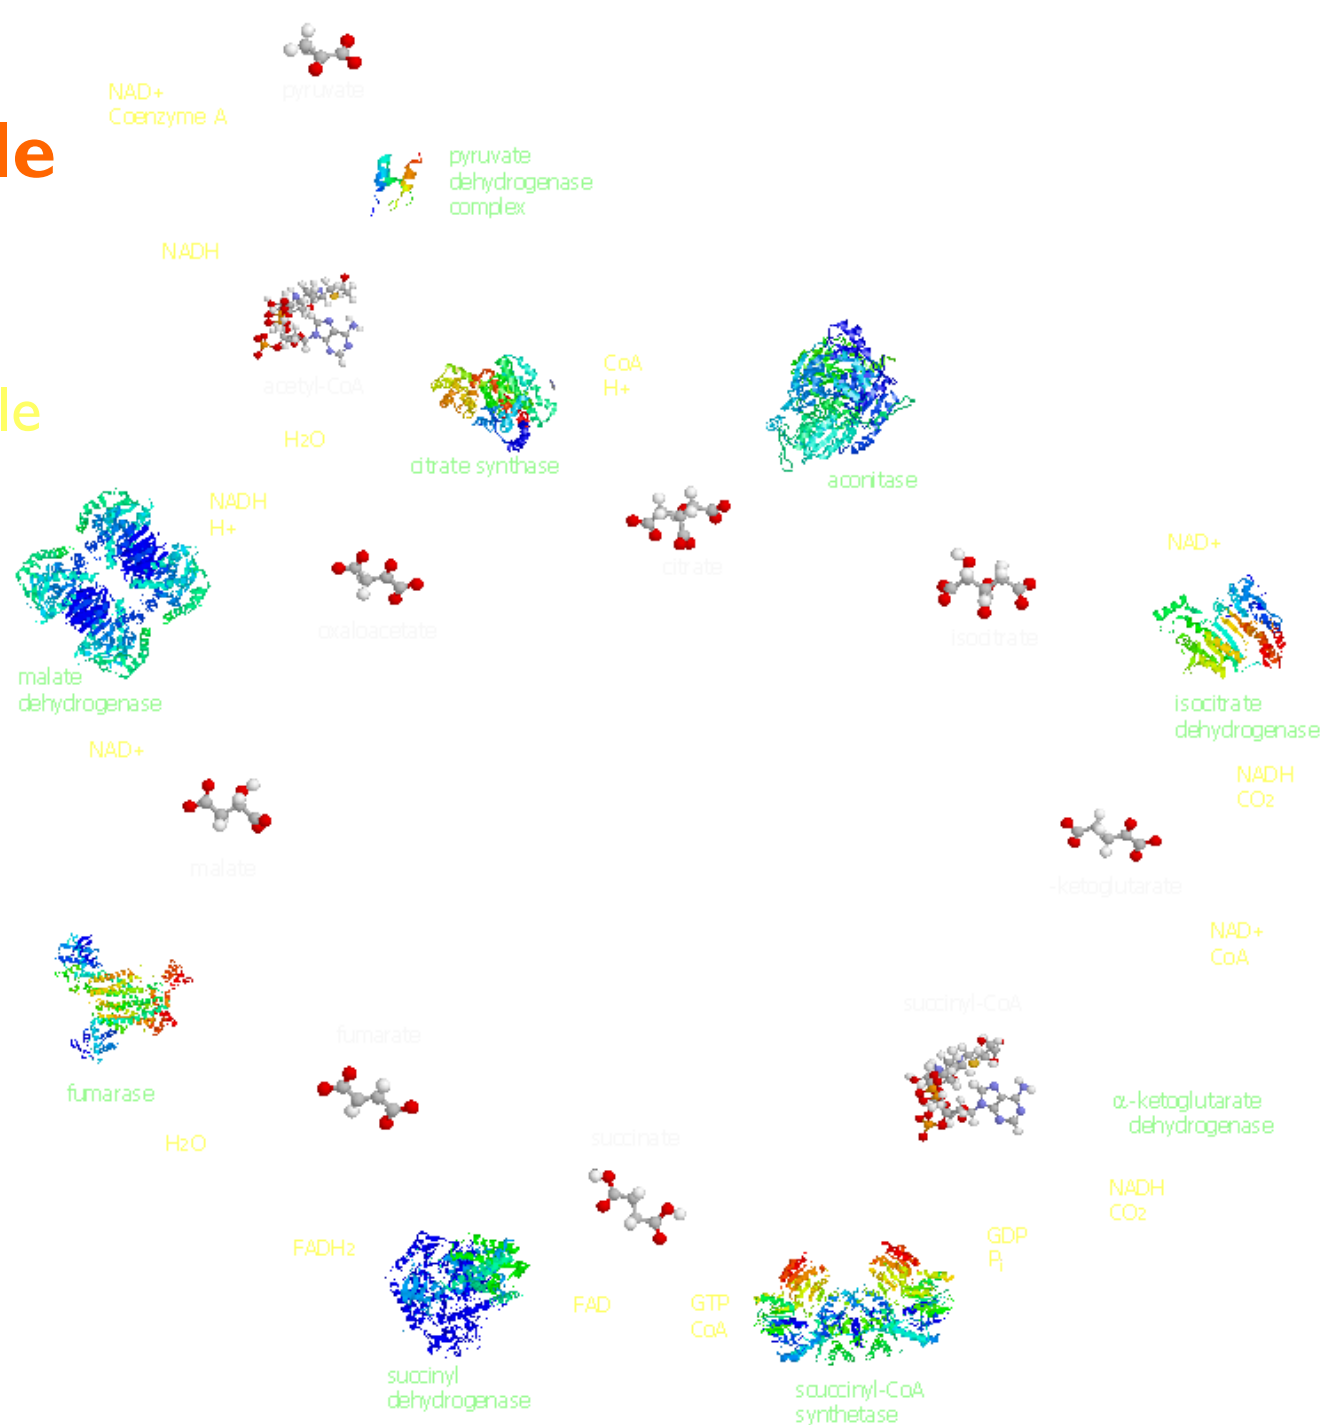 pyruvate
NAD+
Coenzyme A
le
pyruvate
dehydrogenase
complex
NADH
acetyl-CoA
CoA
H+
le
H2O
citrate synthase
aconitase
NADH
H+
NAD+
citrate
oxaloacetate
isocitrate
malate
dehydrogenase
isocitrate
dehydrogenase
NAD+
NADH
CO2
malate
-ketoglutarate
NAD+
CoA
succinyl-CoA
fumarate
fumarase
α-ketoglutarate
dehydrogenase
H2O
succinate
NADH
CO2
GDP
Pi
FADH2
FAD
GTP
CoA
succinyl
dehydrogenase
scuccinyl-CoA
synthetase